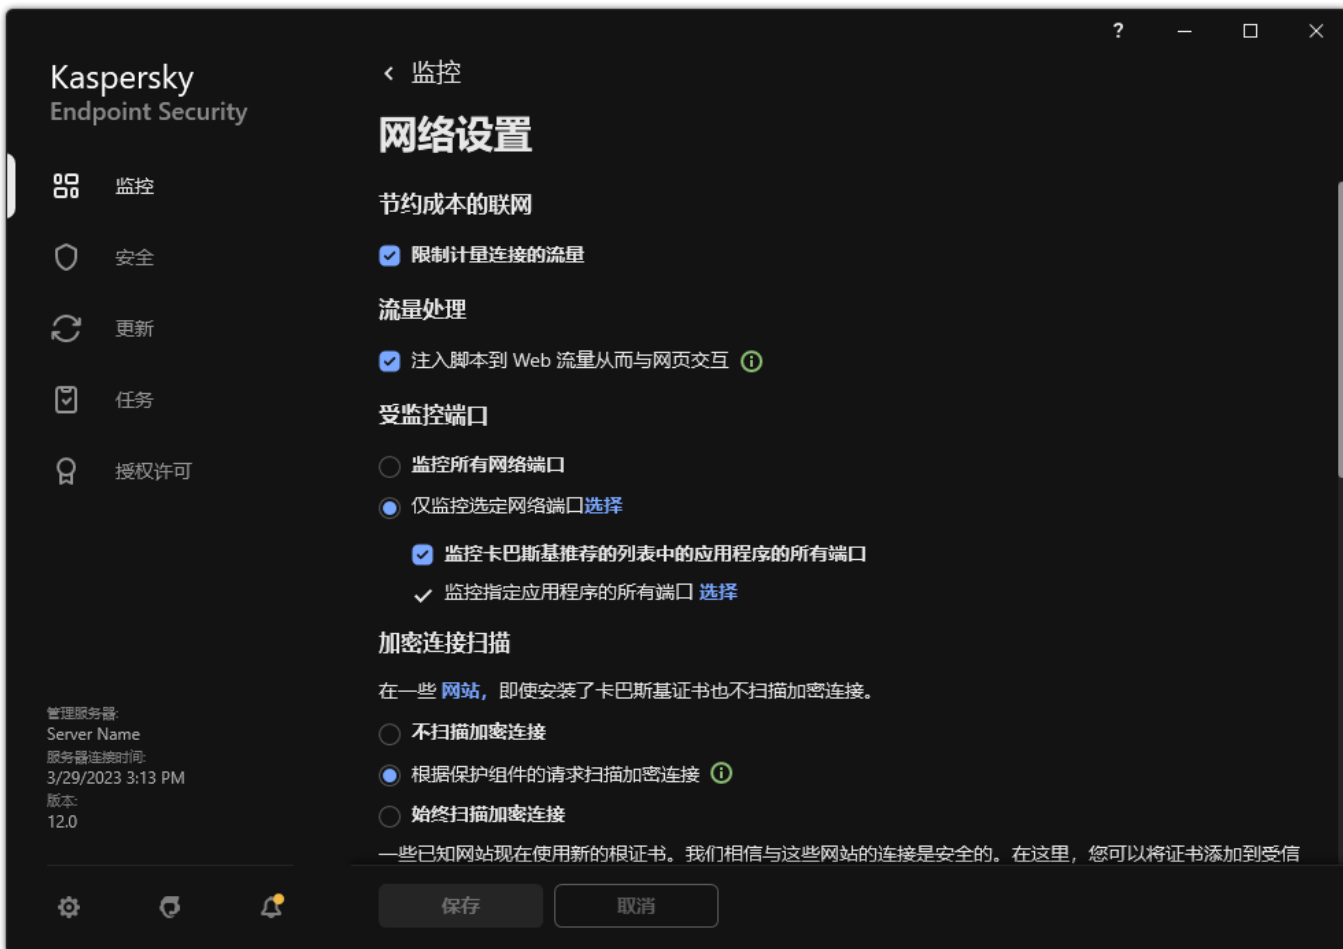 ?
Kaspersky
Endpoint Security
监控
安全
更新
任务
授权许可
管理服务器:
Server Name
服务器连接时间:
3/29/2023 3:13 PM
版本:
12.0
监控
网络设置
节约成本的联网
限制计量连接的流量
流量处理
注入脚本到 Web 流量从而与网页交互
受监控端口
监控所有网络端口
仅监控选定网络端口选择
监控卡巴斯基推荐的列表中的应用程序的所有端口
监控指定应用程序的所有端口 选择
加密连接扫描
在一些 网站，即使安装了卡巴斯基证书也不扫描加密连接。
不扫描加密连接
根据保护组件的请求扫描加密连接
始终扫描加密连接
一些已知网站现在使用新的根证书。我们相信与这些网站的连接是安全的。在这里，您可以将证书添加到受信
保存
取消